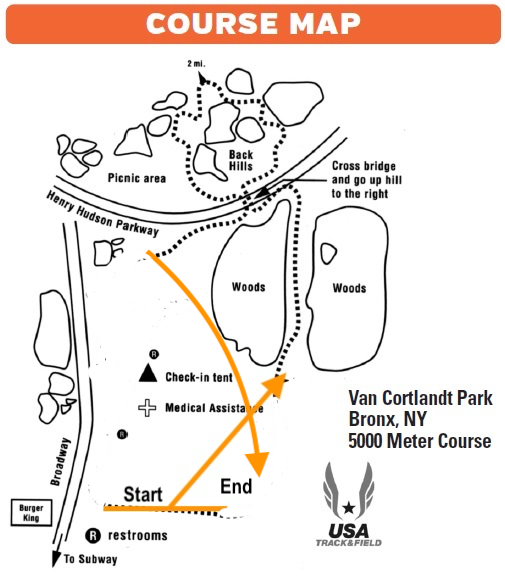 COURSE MAP
2 mi.
Back
Hills
Picnic area
Cross bridge
and go up hill
to the right
Henry Hudson Parkway
Woods
Woods
R
Check-in tent
Medical Assistance
R
Van Cortlandt Park
Bronx, NY
5000 Meter Course
Broadway
Start
End
Burger
King
R restrooms
To Subway
USA
TRACK&FIELD